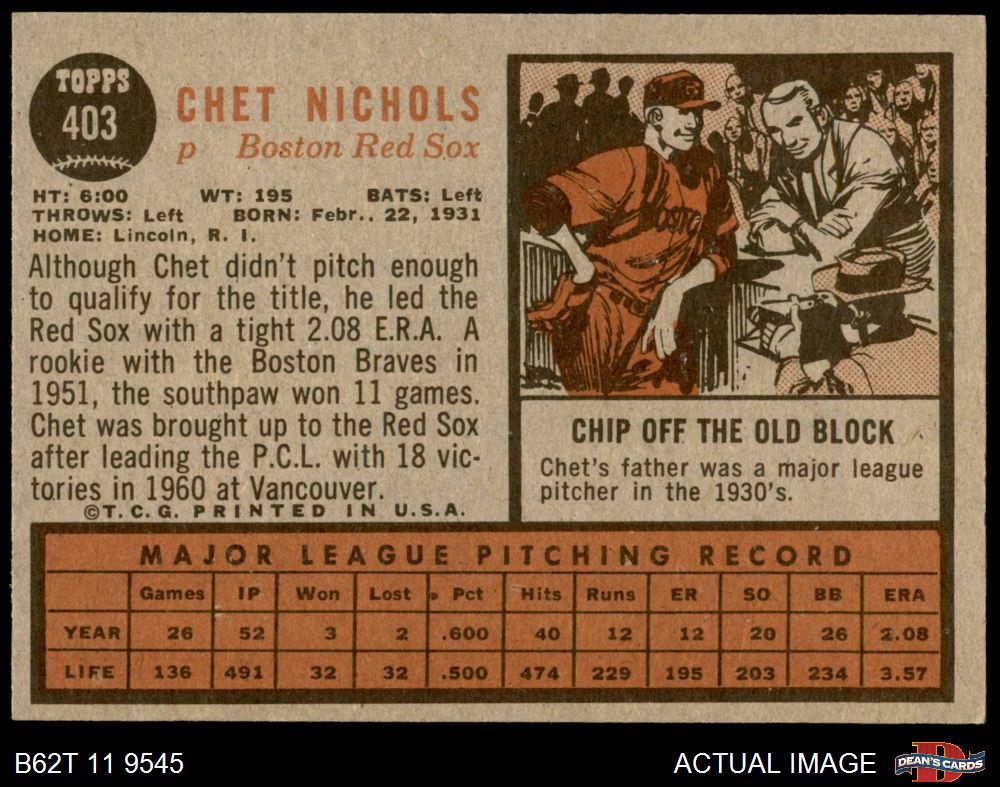 TOPPS
403
CHET NICHOLS
p Boston Red Sox
HT: 6:00 WT: 195 BATS: Left
THROWS: Left BORN: Febr.. 22, 1931
HOME: Lincoln, R. I.
Although Chet didn't pitch enough
to qualify for the title, he led the
Red Sox with a tight 2.08 E.R.A. A
rookie with the Boston Braves in
1951, the southpaw won 11 games.
Chet was brought up to the Red Sox
after leading the P.C.L. with 18 vic-
tories in 1960 at Vancouver.
©T.C.G. PRINTED IN U.S.A.
BOSTON
CHIP OFF THE OLD BLOCK
Chet's father was a major league
pitcher in the 1930's.
MAJOR LEAGUE PITCHING RECORD
Games IP Won Lost Pct Hits Runs ER SO BB ERA
YEAR 26 52 3 2 .600 40 12 12 20 26 2.08
LIFE 136 491 32 32 .500 474 229 195 203 234 3.57
B62T 11 9545
ACTUAL IMAGE
DEAN'S CARDS